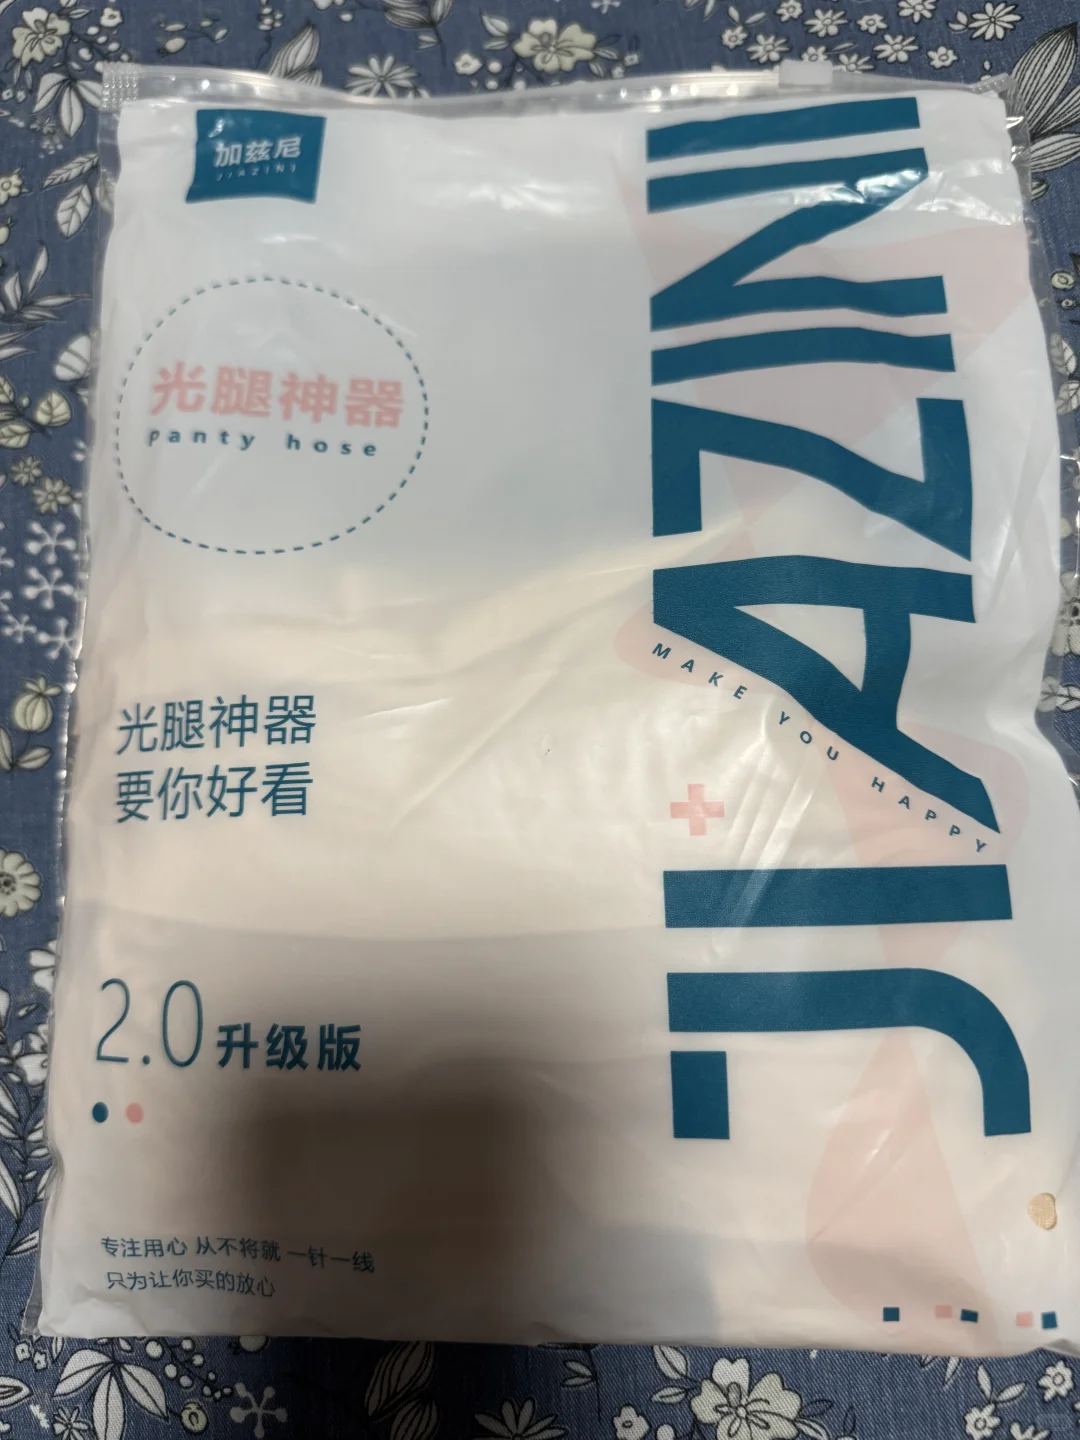 加兹尼
JIAZINI
光腿神器
panty hose
光腿神器
要你好看
2.0升级版
专注用心 从不将就 一针一线
只为让你买的放心
JIAZINI
MAKE YOU HAPPY